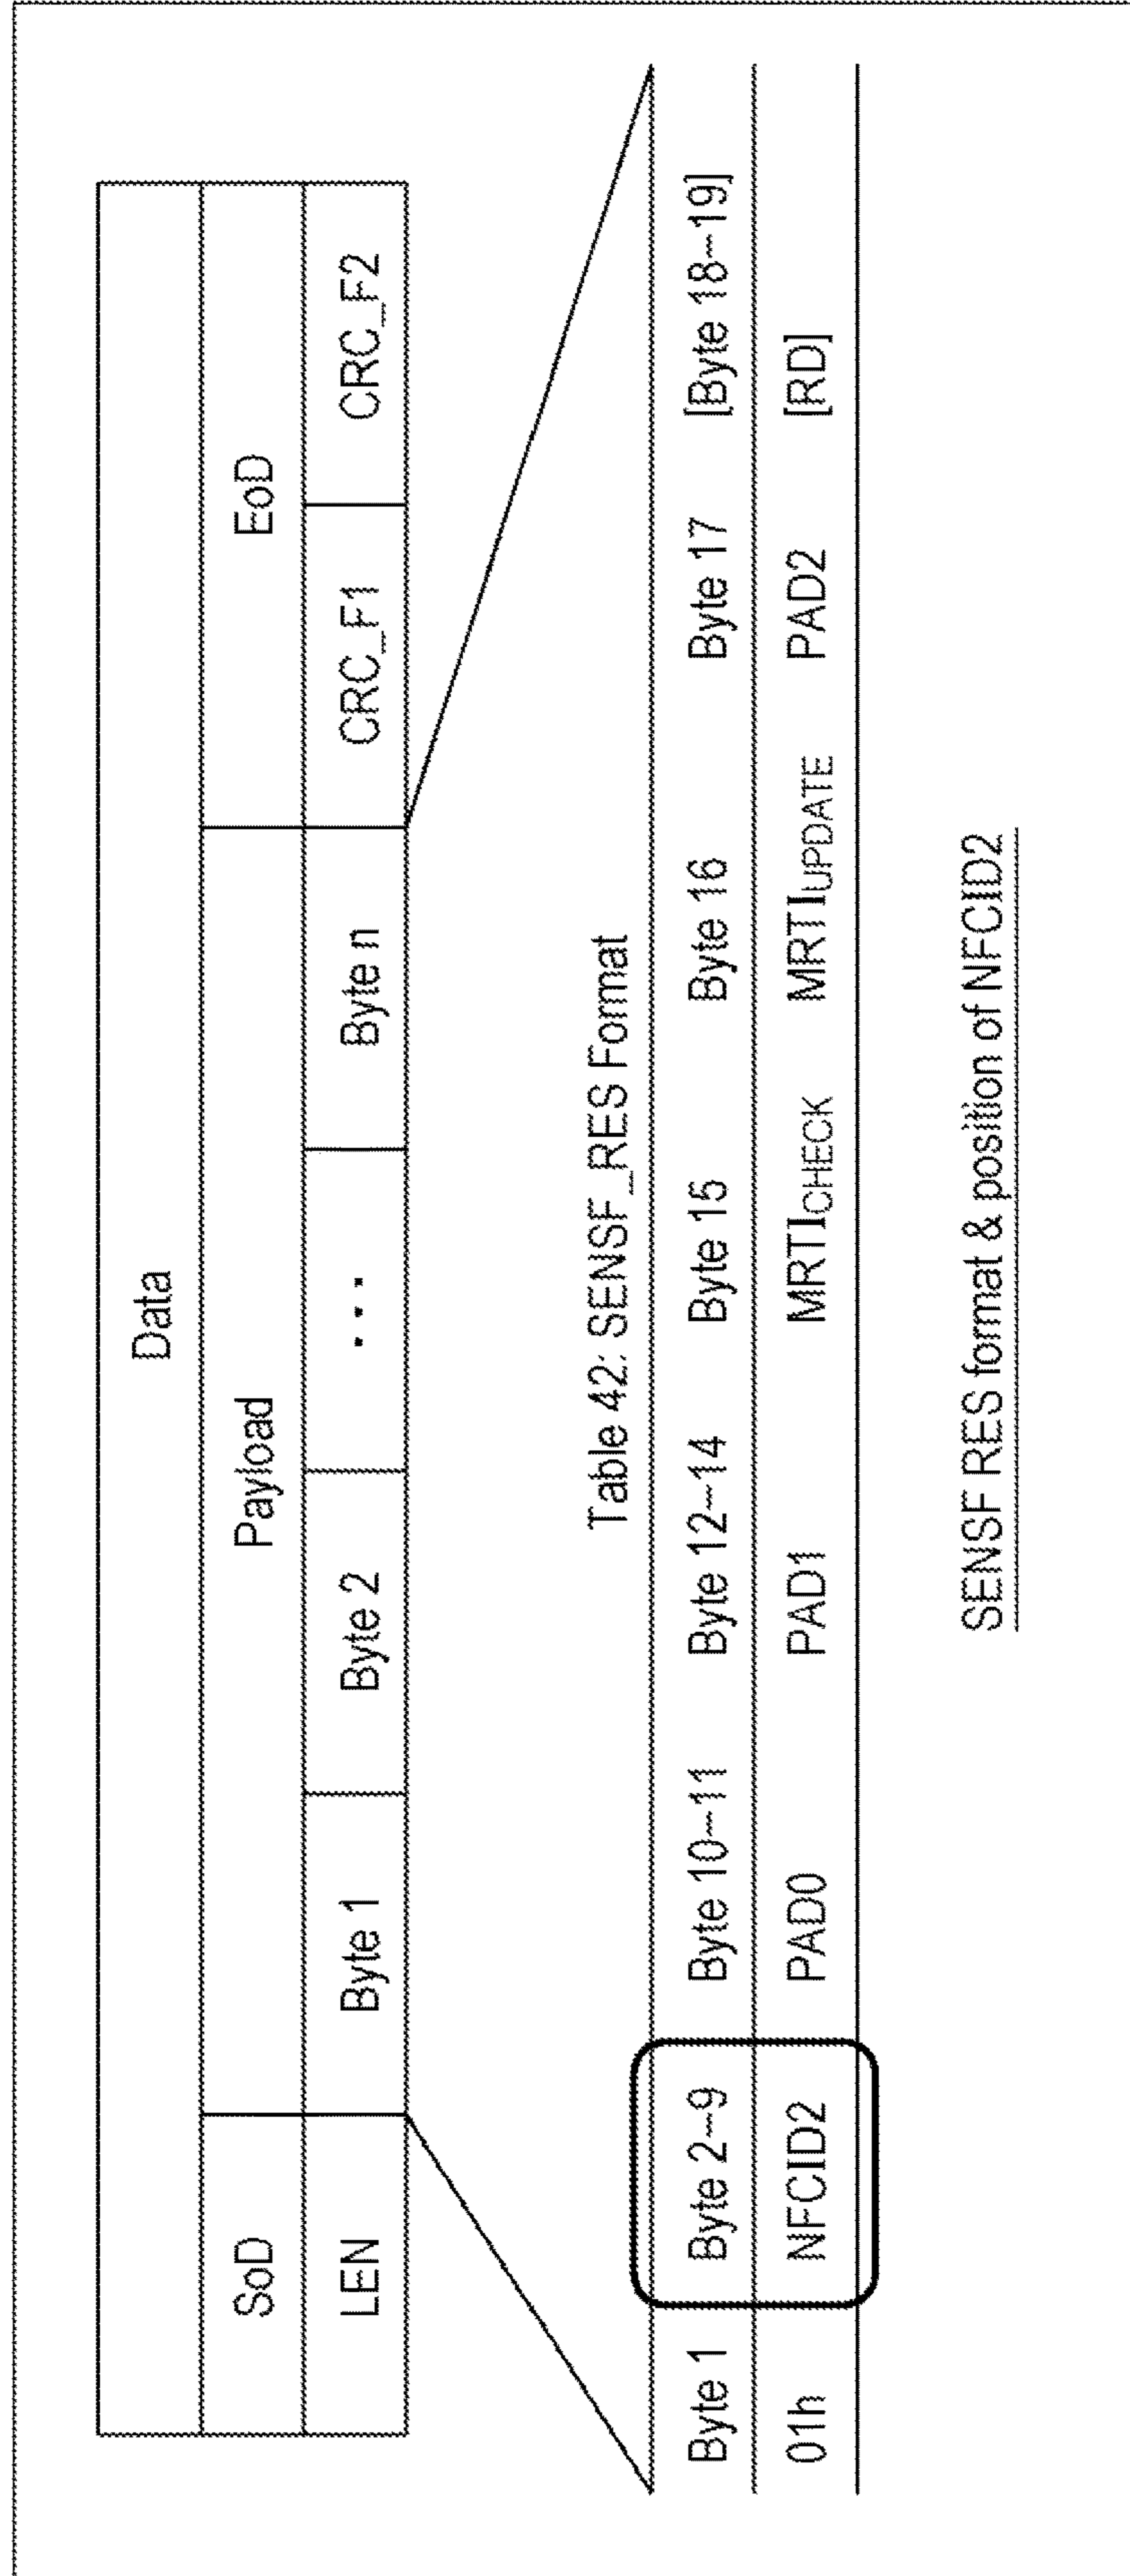 Data
SoD Payload EoD
LEN Byte 1 Byte 2 ... Byte n CRC_F1 CRC_F2
Table 42: SENSF_RES Format
Byte 1 Byte 2--9 Byte 10--11 Byte 12--14 Byte 15 Byte 16 Byte 17 [Byte 18--19]
01h NFCID2 PAD0 PAD1 MRTICHECK MRTIUPDATE PAD2 [RD]
SENSF RES format & position of NFCID2